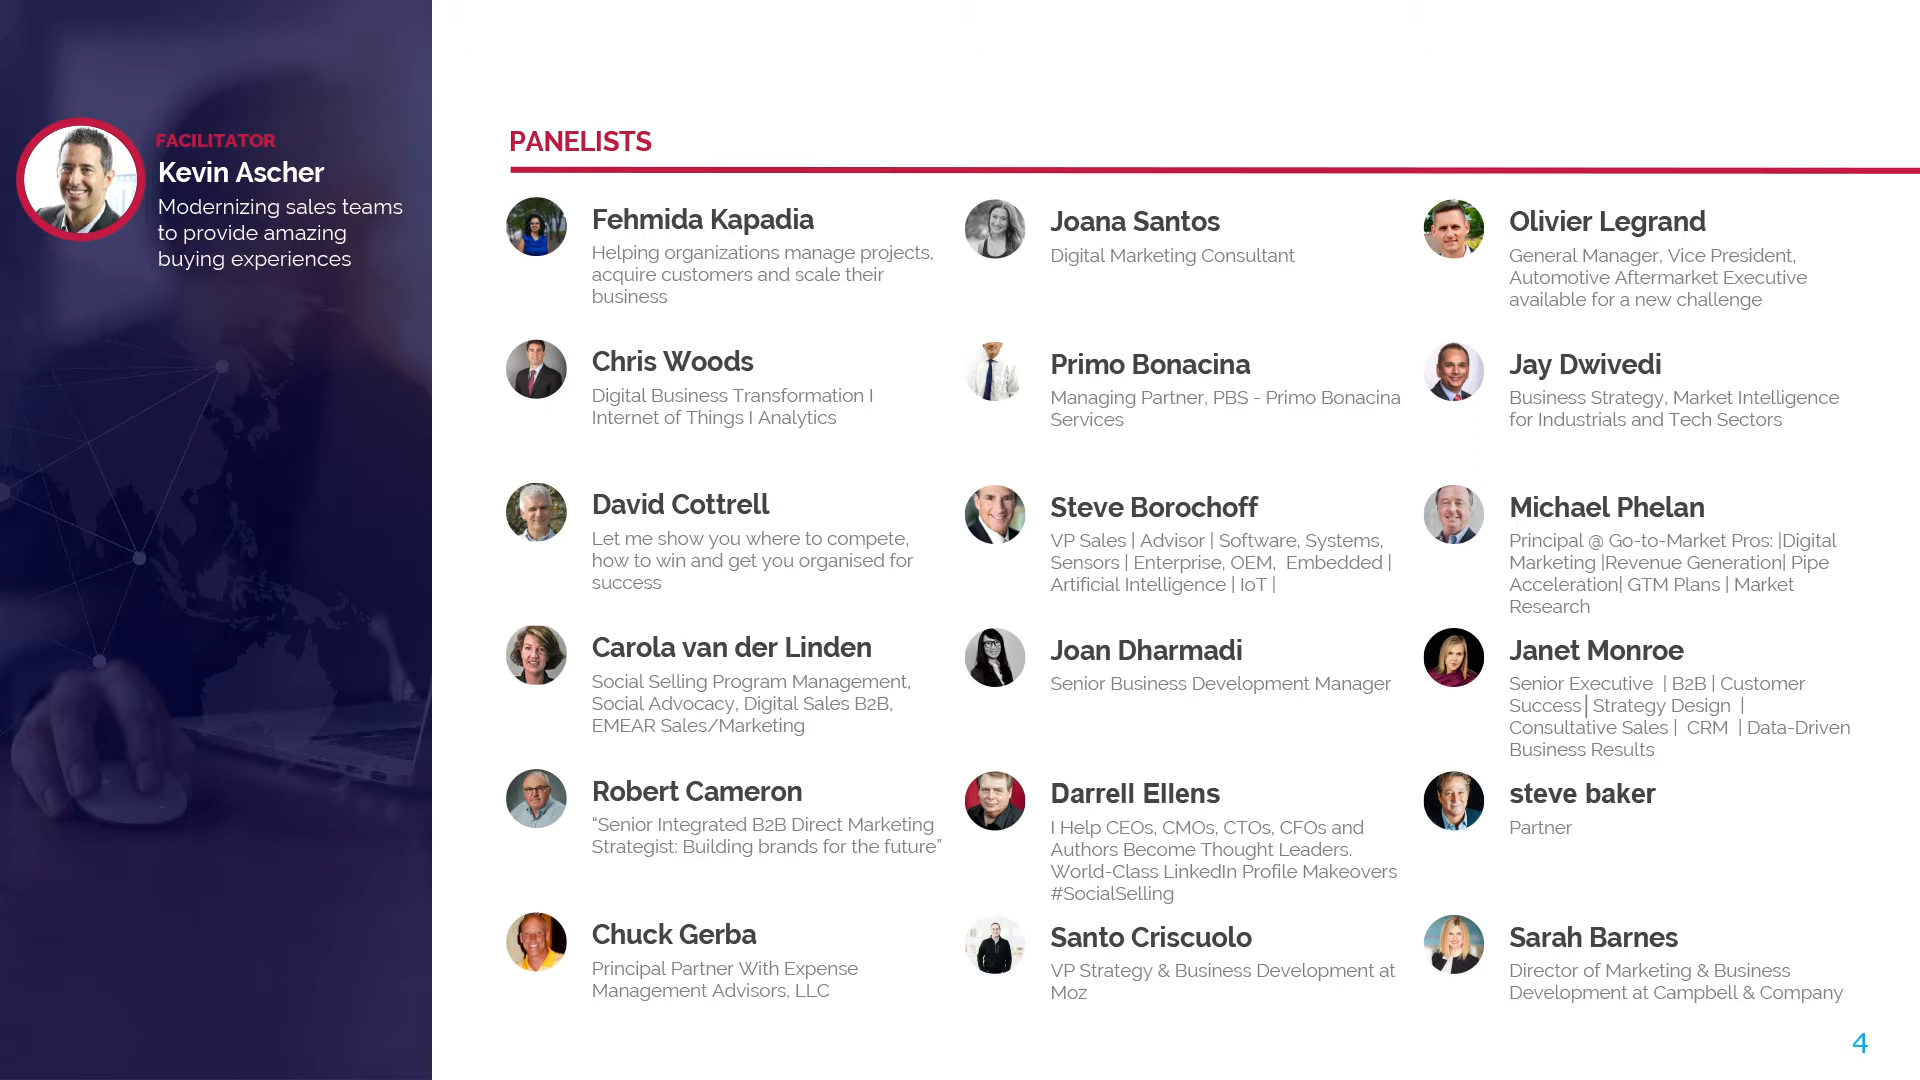 FACILITATOR
Kevin Ascher
Modernizing sales teams
to provide amazing
buying experiences
PANELISTS
Fehmida Kapadia
Helping organizations manage projects,
acquire customers and scale their
business
Joana Santos
Digital Marketing Consultant
Olivier Legrand
General Manager, Vice President,
Automotive Aftermarket Executive
available for a new challenge
Chris Woods
Digital Business Transformation I
Internet of Things I Analytics
Primo Bonacina
Managing Partner, PBS - Primo Bonacina
Services
Jay Dwivedi
Business Strategy, Market Intelligence
for Industrials and Tech Sectors
David Cottrell
Let me show you where to compete,
how to win and get you organised for
success
Steve Borochoff
VP Sales | Advisor | Software, Systems,
Sensors | Enterprise, OEM,  Embedded |
Artificial Intelligence | IoT |
Michael Phelan
Principal @ Go-to-Market Pros: |Digital
Marketing |Revenue Generation| Pipe
Acceleration| GTM Plans | Market
Research
Carola van der Linden
Social Selling Program Management,
Social Advocacy, Digital Sales B2B,
EMEAR Sales/Marketing
Joan Dharmadi
Senior Business Development Manager
Janet Monroe
Senior Executive  | B2B | Customer
Success│Strategy Design  |
Consultative Sales |  CRM  | Data-Driven
Business Results
Robert Cameron
“Senior Integrated B2B Direct Marketing
Strategist: Building brands for the future”
Darrell Ellens
I Help CEOs, CMOs, CTOs, CFOs and
Authors Become Thought Leaders.
World-Class LinkedIn Profile Makeovers
#SocialSelling
steve baker
Partner
Chuck Gerba
Principal Partner With Expense
Management Advisors, LLC
Santo Criscuolo
VP Strategy & Business Development at
Moz
Sarah Barnes
Director of Marketing & Business
Development at Campbell & Company
4